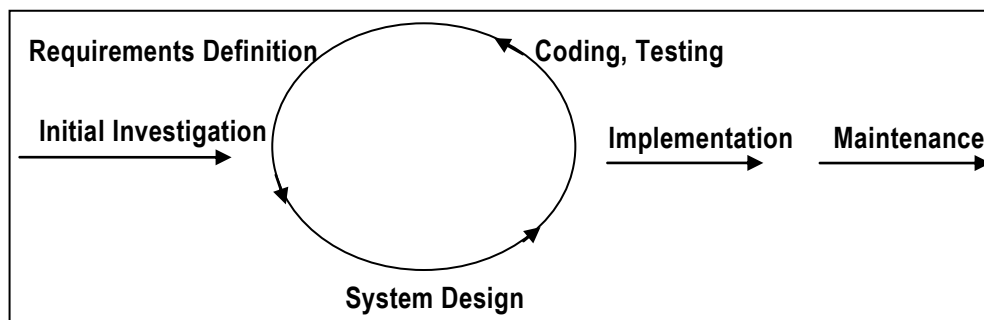 Requirements Definition
Coding, Testing
Initial Investigation
Implementation
Maintenance
System Design